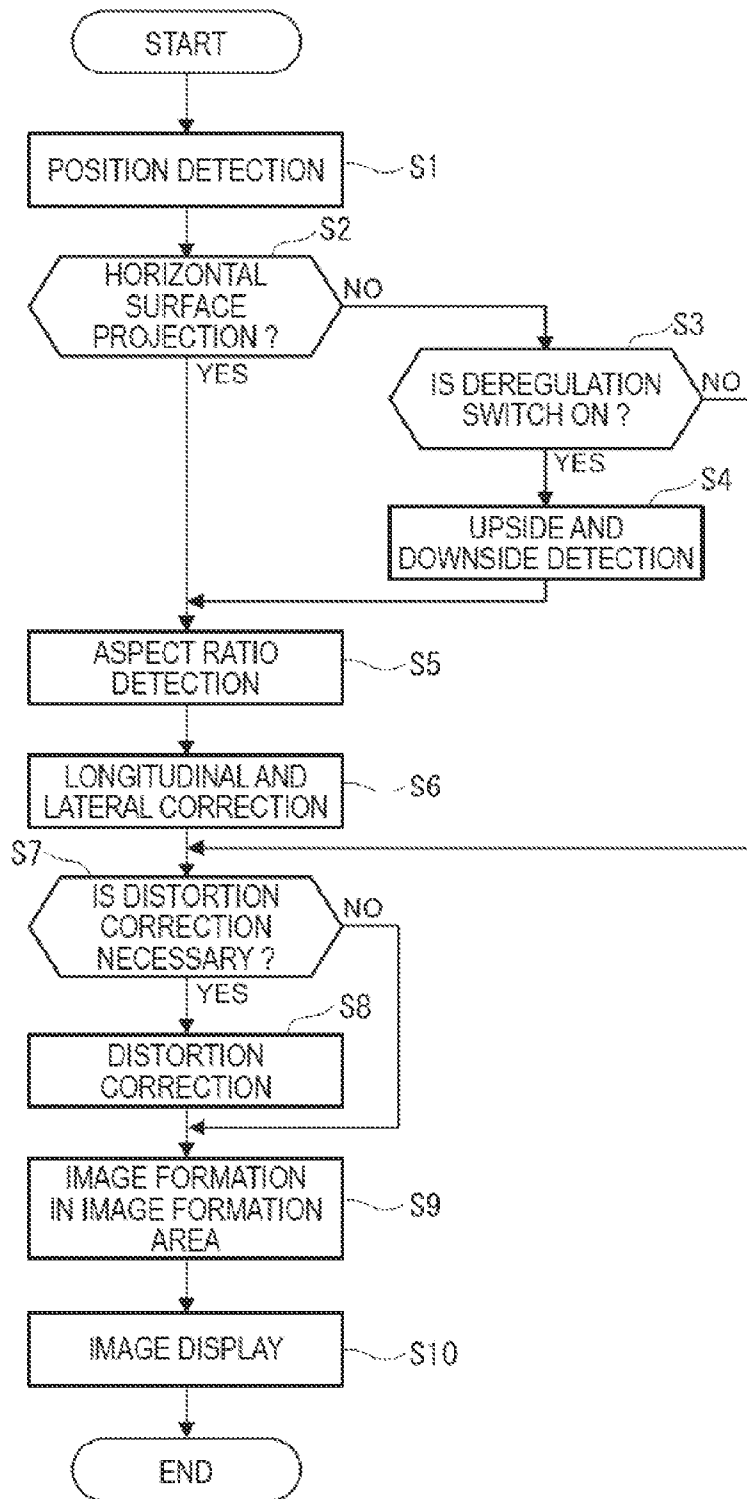 START
POSITION DETECTION
S1
S2
HORIZONTAL
SURFACE
PROJECTION ?
NO
YES
S3
IS DEREGULATION
SWITCH ON ?
NO
YES
S4
UPSIDE AND
DOWNSIDE DETECTION
ASPECT RATIO
DETECTION
S5
LONGITUDINAL AND
LATERAL CORRECTION
S6
S7
IS DISTORTION
CORRECTION
NECESSARY ?
NO
YES
S8
DISTORTION
CORRECTION
IMAGE FORMATION
IN IMAGE FORMATION
AREA
S9
IMAGE DISPLAY
S10
END